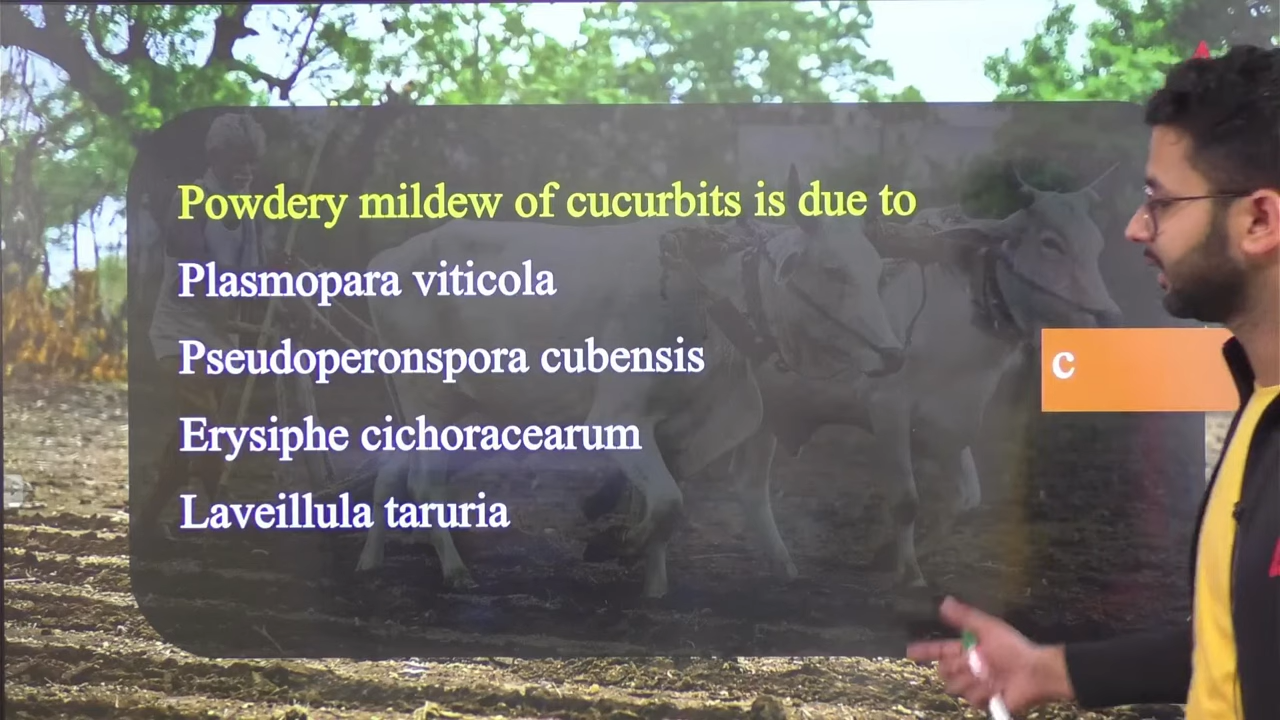 Powdery mildew of cucurbits is due to
Plasmopara viticola
Pseudoperonspora cubensis
Erysiphe cichoracearum
C
Laveillula taruria